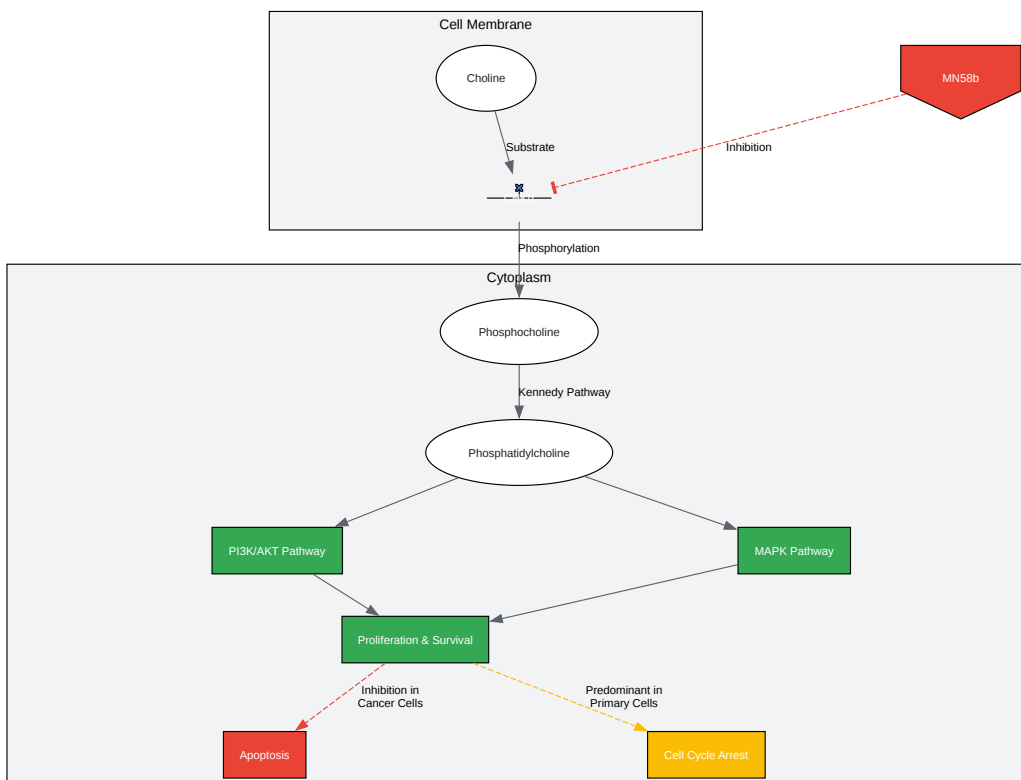 Cell Membrane
Choline
MN58b
Substrate
Inhibition
Phosphorylation
Cytoplasm
Phosphocholine
Kennedy Pathway
Phosphatidylcholine
PI3K/AKT Pathway
MAPK Pathway
Proliferation & Survival
Inhibition in
Cancer Cells
Predominant in
Primary Cells
Apoptosis
Cell Cycle Arrest